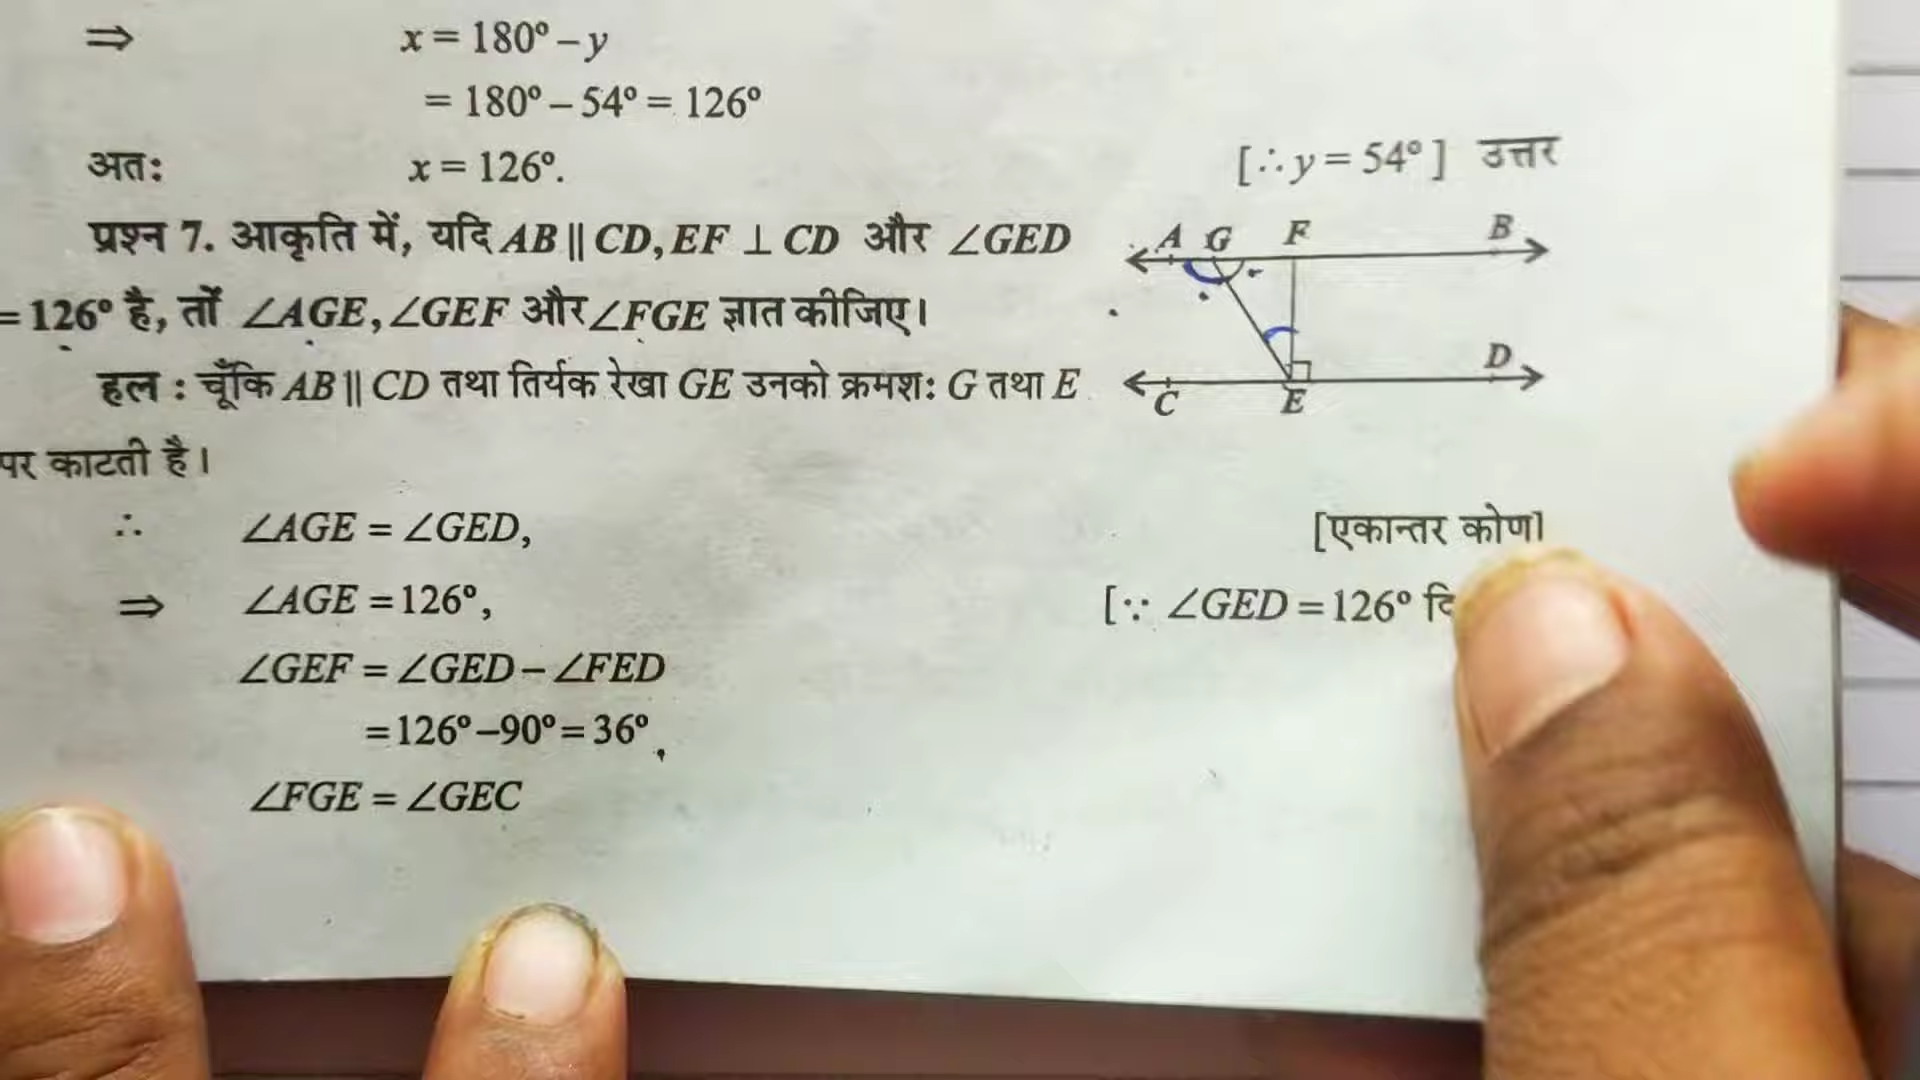 ⇒ x = 180° – y
= 180° – 54° = 126°
अतः x = 126°. [∴ y = 54°] उत्तर
प्रश्न 7. आकृति में, यदि AB || CD, EF ⊥ CD और ∠GED
= 126° है, तों ∠AGE, ∠GEF और ∠FGE ज्ञात कीजिए।
A G F B
हल : चूँकि AB || CD तथा तिर्यक रेखा GE उनको क्रमशः G तथा E
D
C E
पर काटती है।
∴ ∠AGE = ∠GED, [एकान्तर कोण]
⇒ ∠AGE = 126°, [∵ ∠GED = 126°
∠GEF = ∠GED – ∠FED
= 126° – 90° = 36°,
∠FGE = ∠GEC